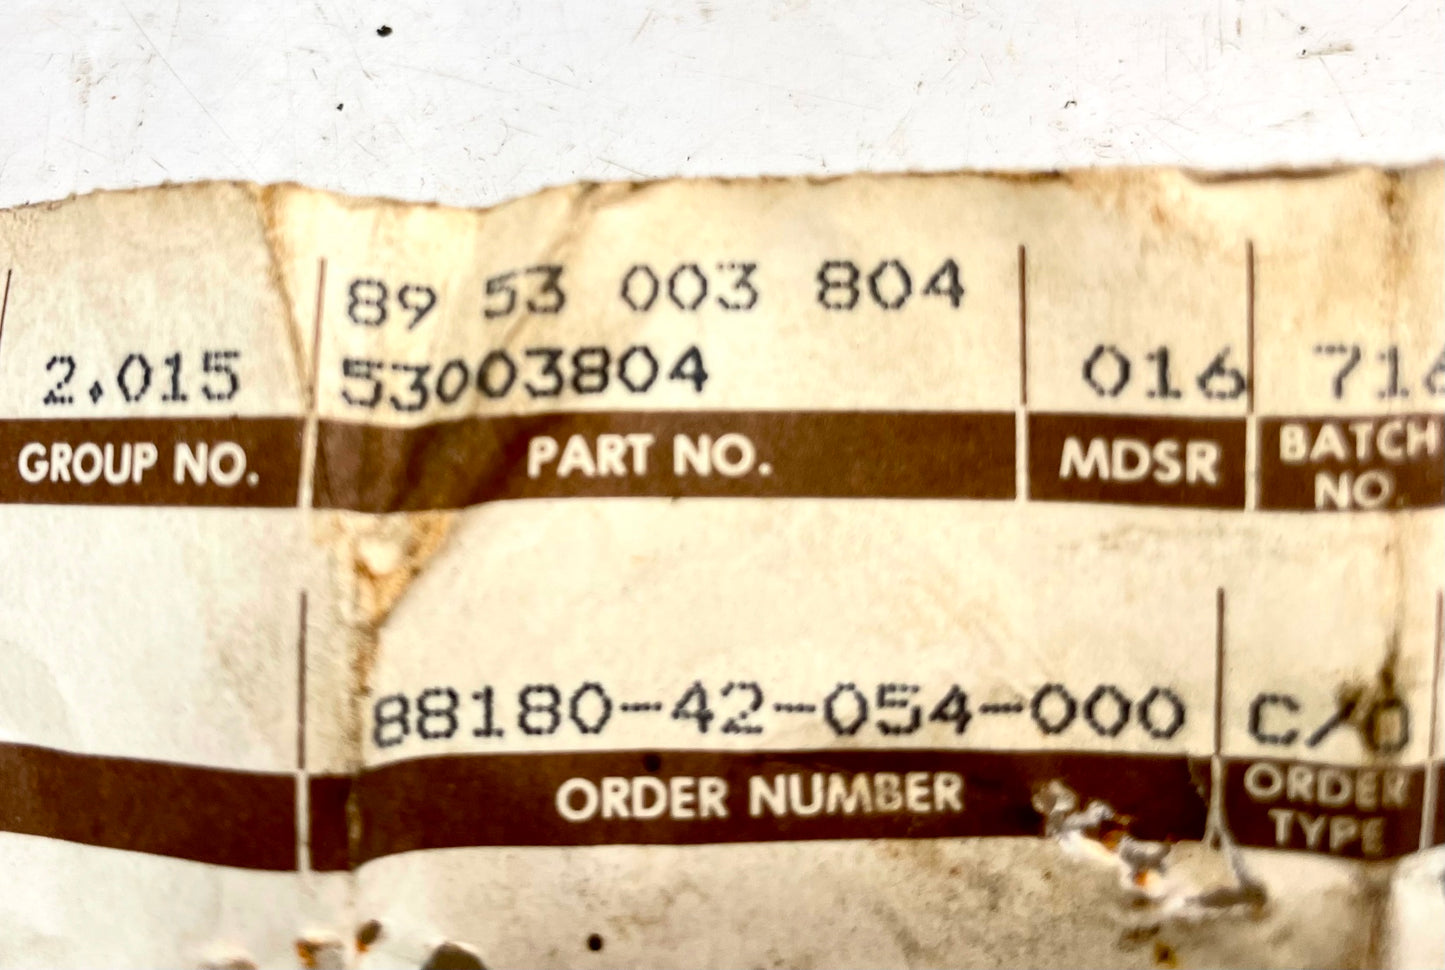 89 53 003 804
2.015 53003804 016 716
GROUP NO. PART NO. MDSR BATCH NO.
88180-42-054-000 C/O
ORDER NUMBER ORDER TYPE